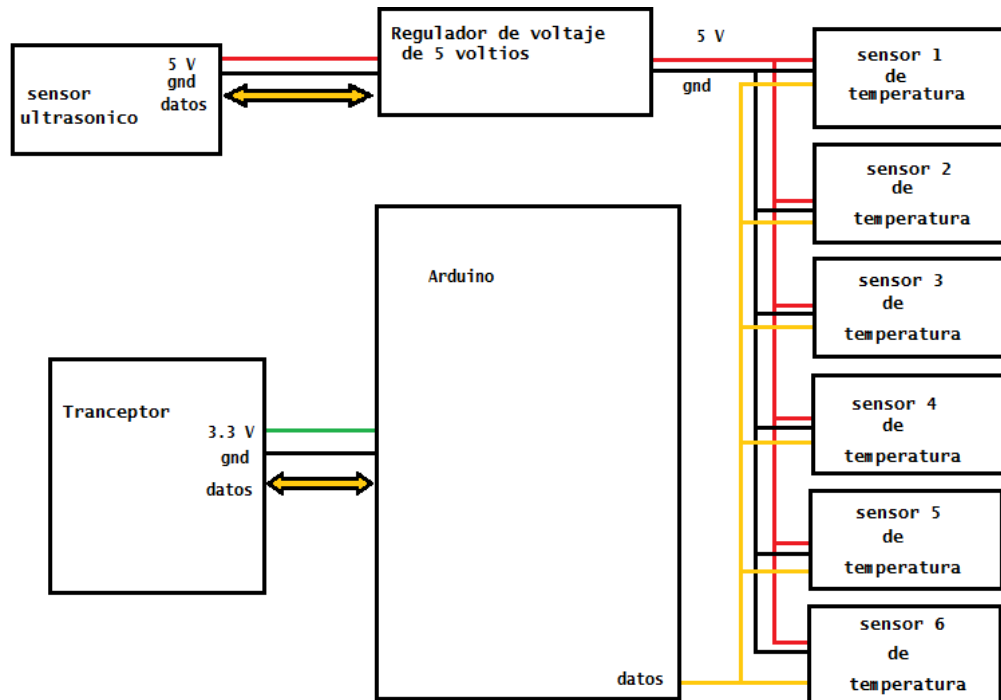 Regulador de voltaje
de 5 voltios
5 V
gnd
datos
sensor
ultrasonico
5 V
gnd
sensor 1
de
temperatura
sensor 2
de
temperatura
sensor 3
de
temperatura
sensor 4
de
temperatura
sensor 5
de
temperatura
sensor 6
de
temperatura
Arduino
datos
Tranceptor
3.3 V
gnd
datos